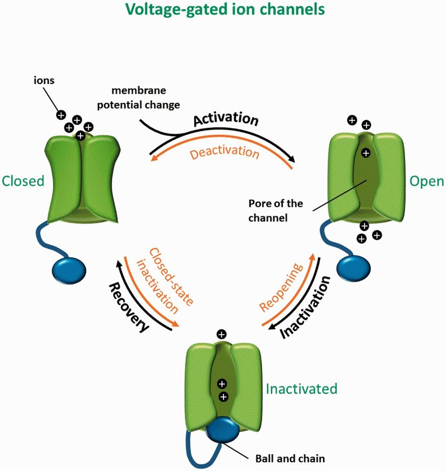 Voltage-gated ion channels
ions
membrane
potential change
Activation
Deactivation
Closed
Open
Pore of the
channel
Closed-state
inactivation
Recovery
Reopening
Inactivation
Inactivated
Ball and chain